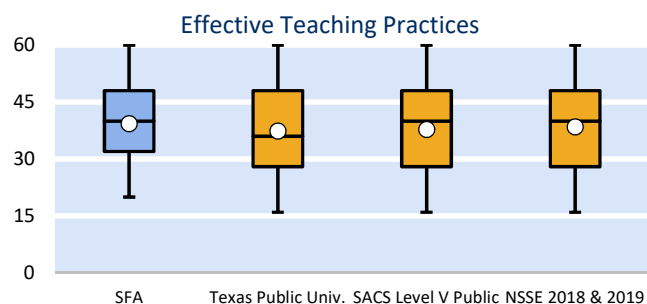 Effective Teaching Practices
60
45
30
15
0
SFA Texas Public Univ. SACS Level V Public NSSE 2018 & 2019